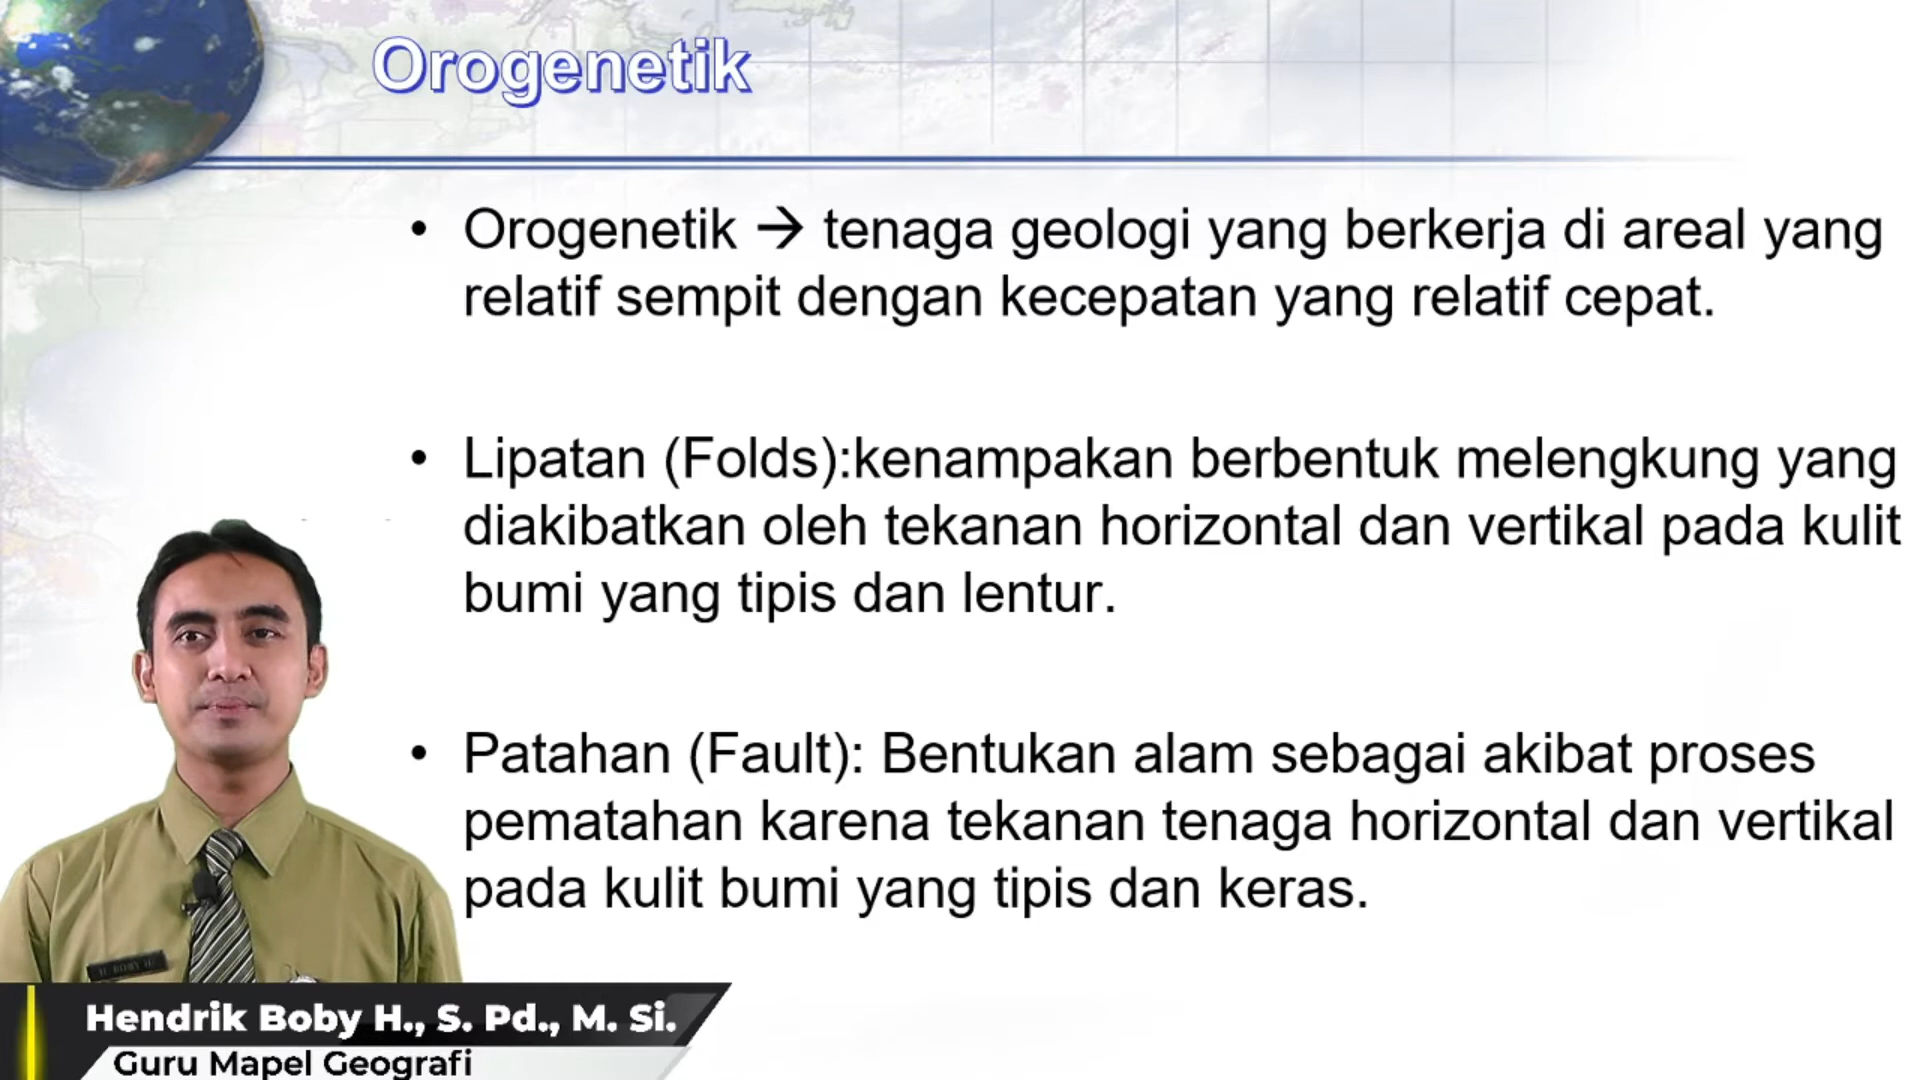 Orogenetik
• Orogenetik → tenaga geologi yang berkerja di areal yang
relatif sempit dengan kecepatan yang relatif cepat.
• Lipatan (Folds):kenampakan berbentuk melengkung yang
diakibatkan oleh tekanan horizontal dan vertikal pada kulit
bumi yang tipis dan lentur.
• Patahan (Fault): Bentukan alam sebagai akibat proses
pematahan karena tekanan tenaga horizontal dan vertikal
pada kulit bumi yang tipis dan keras.
Hendrik Boby H., S. Pd., M. Si.
Guru Mapel Geografi